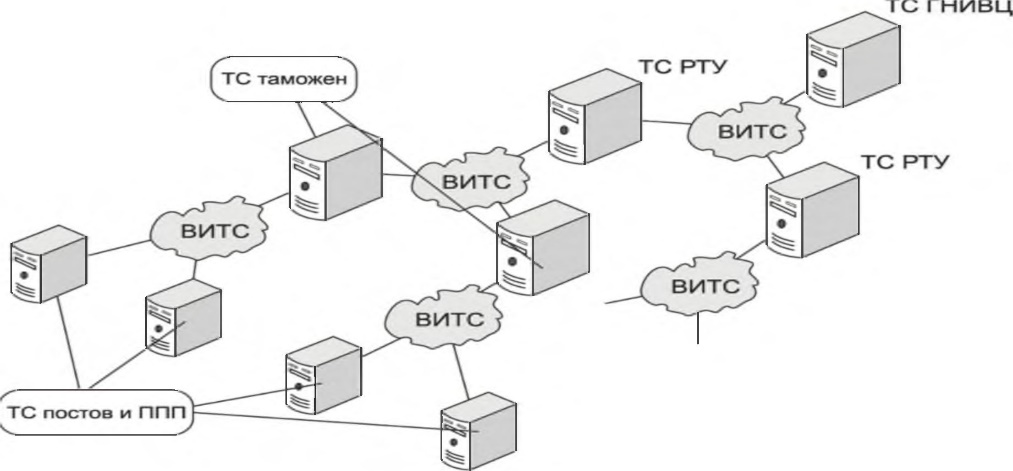 ТС ГНИВЦ
ТС РТУ
ТС таможен
ВИТС
ТС РТУ
ВИТС
ВИТС
ВИТС
ВИТС
ТС постов и ППП